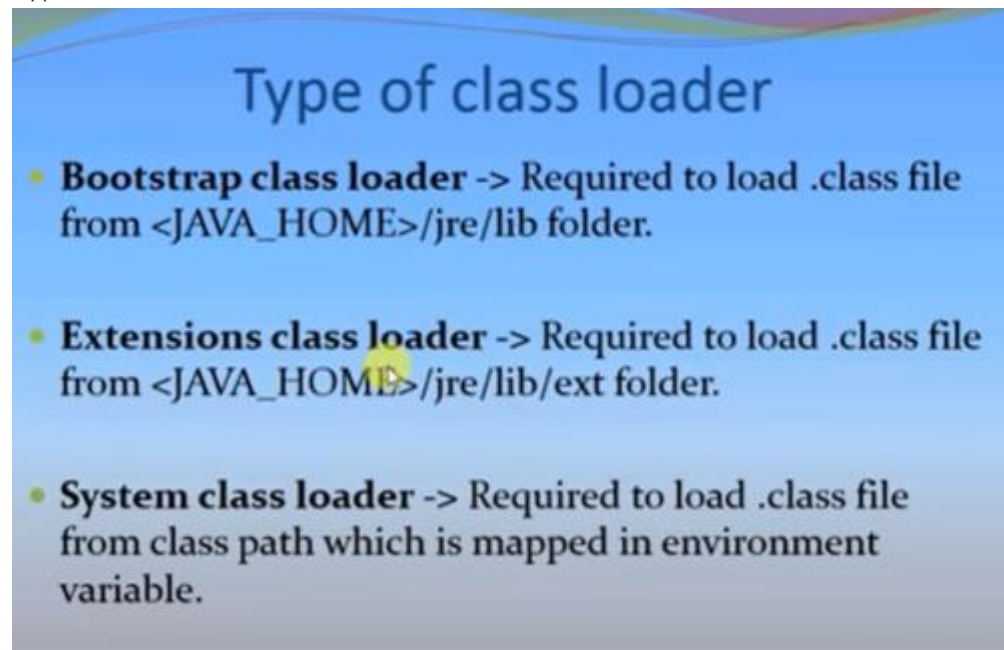 Type of class loader
• Bootstrap class loader -> Required to load .class file
from <JAVA_HOME>/jre/lib folder.
• Extensions class loader -> Required to load .class file
from <JAVA_HOME>/jre/lib/ext folder.
• System class loader -> Required to load .class file
from class path which is mapped in environment
variable.